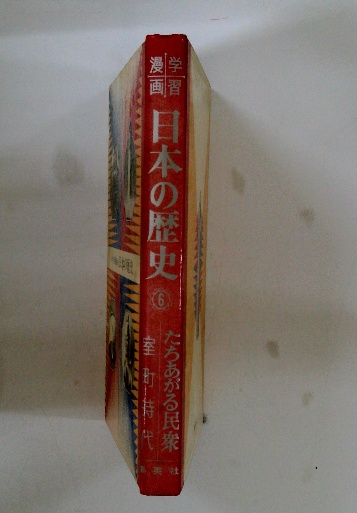 学習
漫画
日本の歴史
6
たちあがる民衆
室町時代
集英社